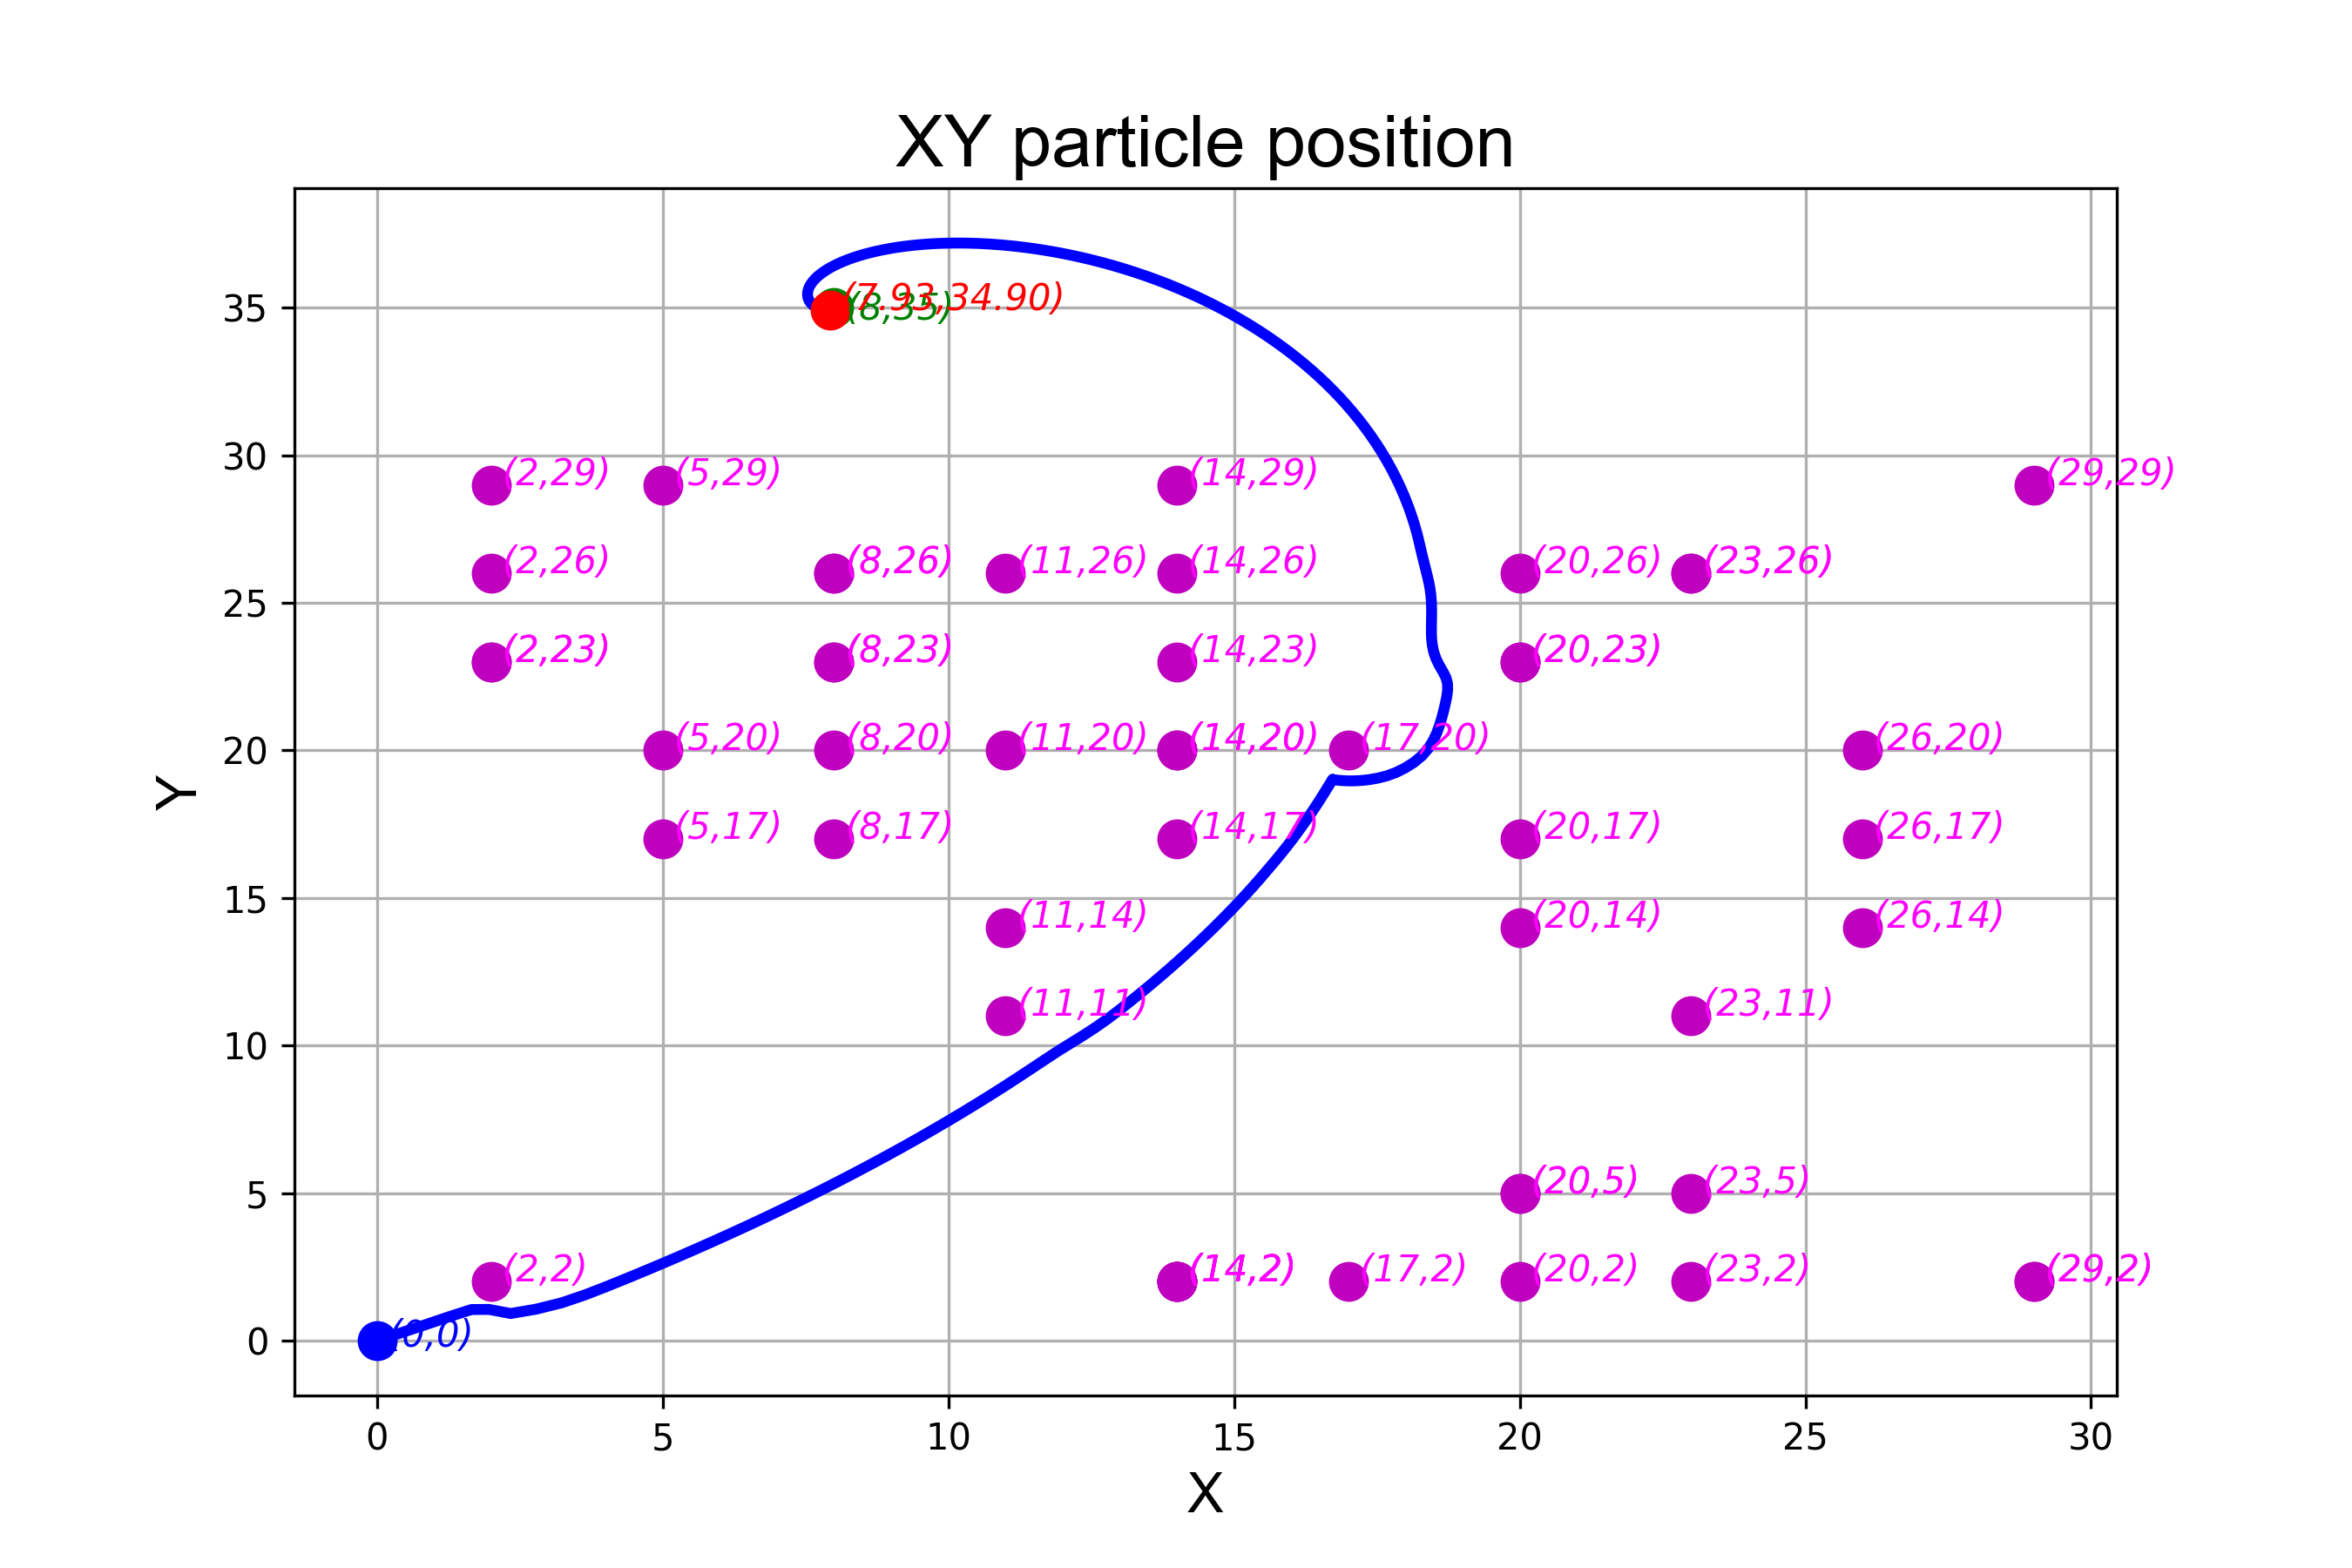 XY particle position
35
(7.93,34.90)
(8,35)
30
(2,29) (5,29) (14,29) (29,29)
(2,26) (8,26) (11,26) (14,26) (20,26) (23,26)
25
(2,23) (8,23) (14,23) (20,23)
20
(5,20) (8,20) (11,20) (14,20) (17,20) (26,20)
(5,17) (8,17) (14,17) (20,17) (26,17)
15
(11,14) (20,14) (26,14)
(11,11) (23,11)
10
5
(20,5) (23,5)
(2,2) (14,2) (17,2) (20,2) (23,2) (29,2)
0
(0,0)
0 5 10 15 20 25 30
X
Y